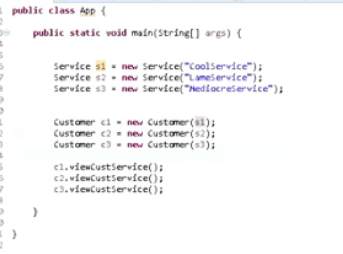 public class App {
public static void main(String[] args) {
Service s1 = new Service("CoolService");
Service s2 = new Service("LameService");
Service s3 = new Service("MediocreService");
Customer c1 = new Customer(s1);
Customer c2 = new Customer(s2);
Customer c3 = new Customer(s3);
c1.viewCustService();
c2.viewCustService();
c3.viewCustService();
}
}